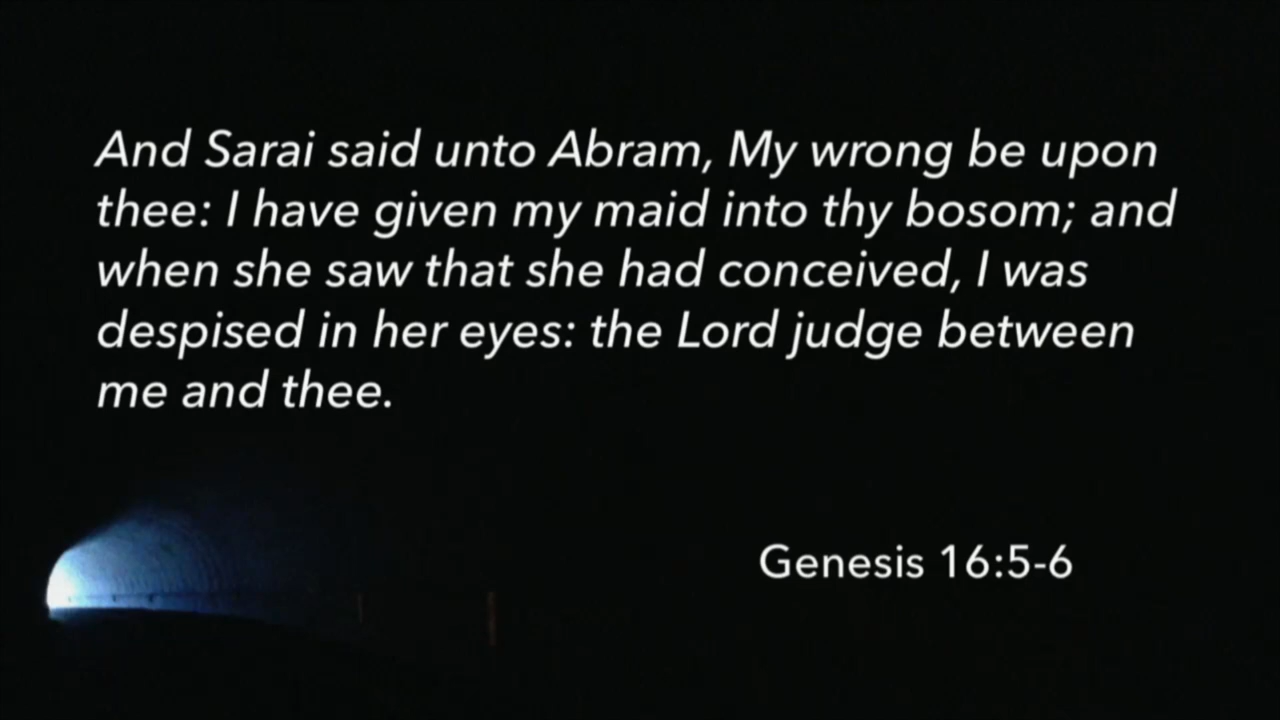 And Sarai said unto Abram, My wrong be upon
thee: I have given my maid into thy bosom; and
when she saw that she had conceived, I was
despised in her eyes: the Lord judge between
me and thee.
Genesis 16:5-6